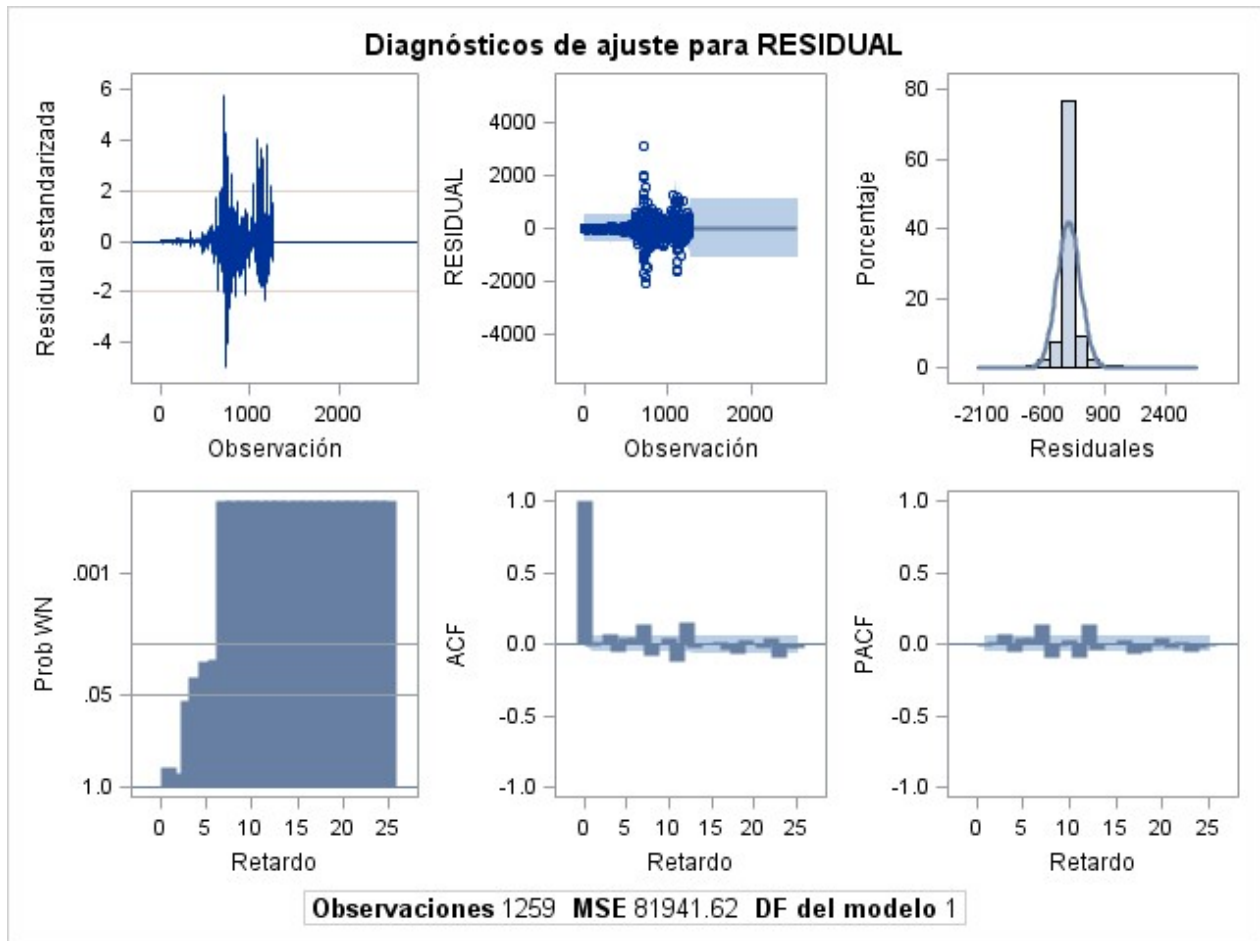 Diagnósticos de ajuste para RESIDUAL
Residual estandarizada
6
4
2
0
-2
-4
0 1000 2000
Observación
RESIDUAL
4000
2000
0
-2000
-4000
0 1000 2000
Observación
Porcentaje
80
60
40
20
0
-2100 -600 900 2400
Residuales
Prob WN
.001
.05
1.0
0 5 10 15 20 25
Retardo
ACF
1.0
0.5
0.0
-0.5
-1.0
0 5 10 15 20 25
Retardo
PACF
1.0
0.5
0.0
-0.5
-1.0
0 5 10 15 20 25
Retardo
Observaciones 1259 MSE 81941.62 DF del modelo 1